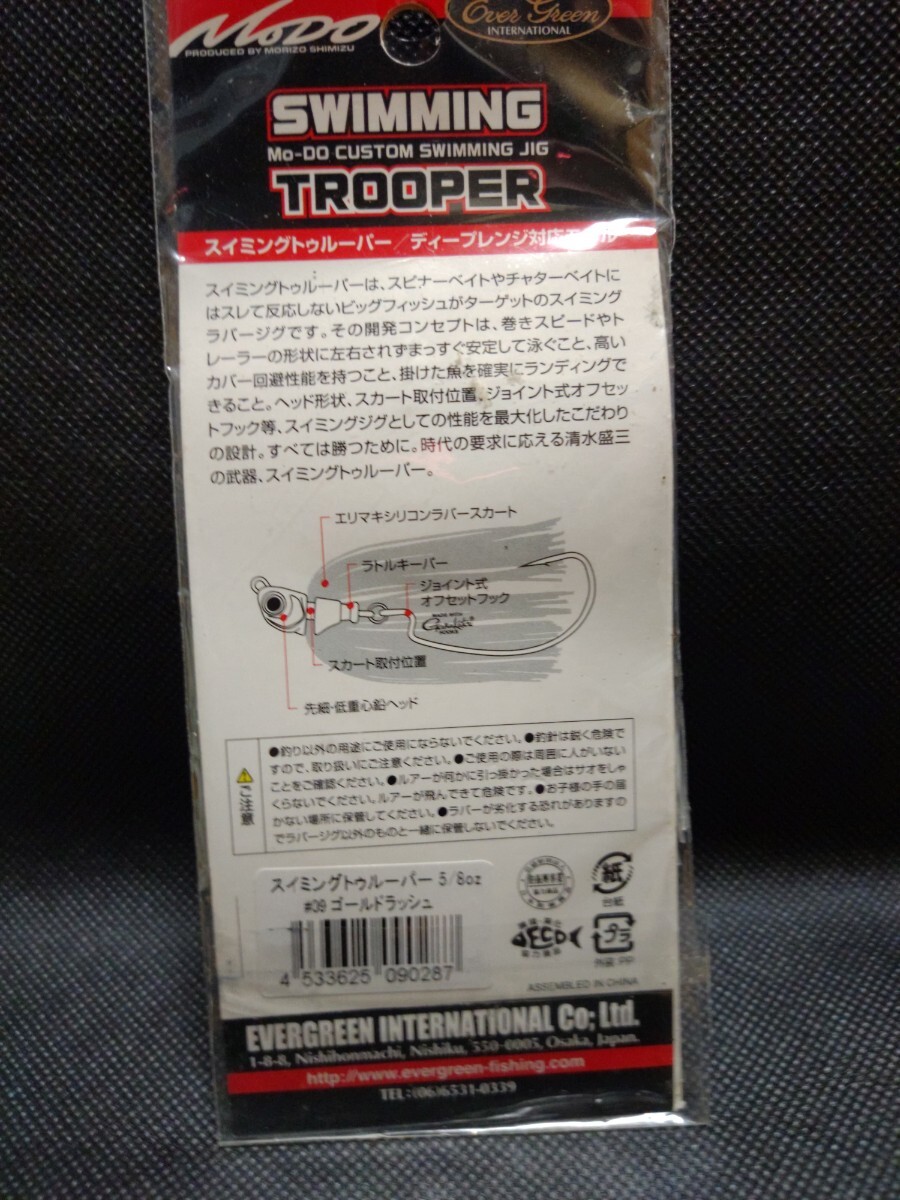 MoDO
PRODUCED BY MORIZO SHIMIZU
Ever Green
INTERNATIONAL
SWIMMING
Mo-DO CUSTOM SWIMMING JIG
TROOPER
スイミングトゥルーパー/ディープレンジ対応モデル
スイミングトゥルーパーは、スピナーベイトやチャターベイトに
はスレて反応しないビッグフィッシュがターゲットのスイミング
ラバージグです。その開発コンセプトは、巻きスピードやト
レーラーの形状に左右されずまっすぐ安定して泳ぐこと、高い
カバー回避性能を持つこと、掛けた魚を確実にランディングで
きること。ヘッド形状、スカート取付位置、ジョイント式オフセッ
トフック等、スイミングジグとしての性能を最大化したこだわり
の設計。すべては勝つために。時代の要求に応える清水盛三
の武器、スイミングトゥルーパー。
エリマキシリコンラバースカート
ラトルキーパー
ジョイント式
オフセットフック
MADE WITH
Gamakatsu
HOOKS
スカート取付位置
先細・低重心鉛ヘッド
ご注意
●釣り以外の用途にご使用にならないでください。●釣針は鋭く危険で
すので、取り扱いにご注意ください。●ご使用の際は周囲に人がいない
ことをご確認ください。●ルアーが何かに引っ掛かった場合はサオをしゃ
くらないでください。ルアーが飛んできて危険です。●お子様の手の届
かない場所に保管してください。●ラバーが劣化する恐れがありますの
でラバージグ以外のものと一緒に保管しないでください。
スイミングトゥルーパー 5/8oz
#09 ゴールドラッシュ
4 533625 090287
紙
台紙
ECO
プラ
外袋 PP
ASSEMBLED IN CHINA
EVERGREEN INTERNATIONAL Co; Ltd.
1-8-8, Nishihonmachi, Nishiku, 550-0005, Osaka, Japan.
http://www.evergreen-fishing.com
TEL:(06)6531-0339